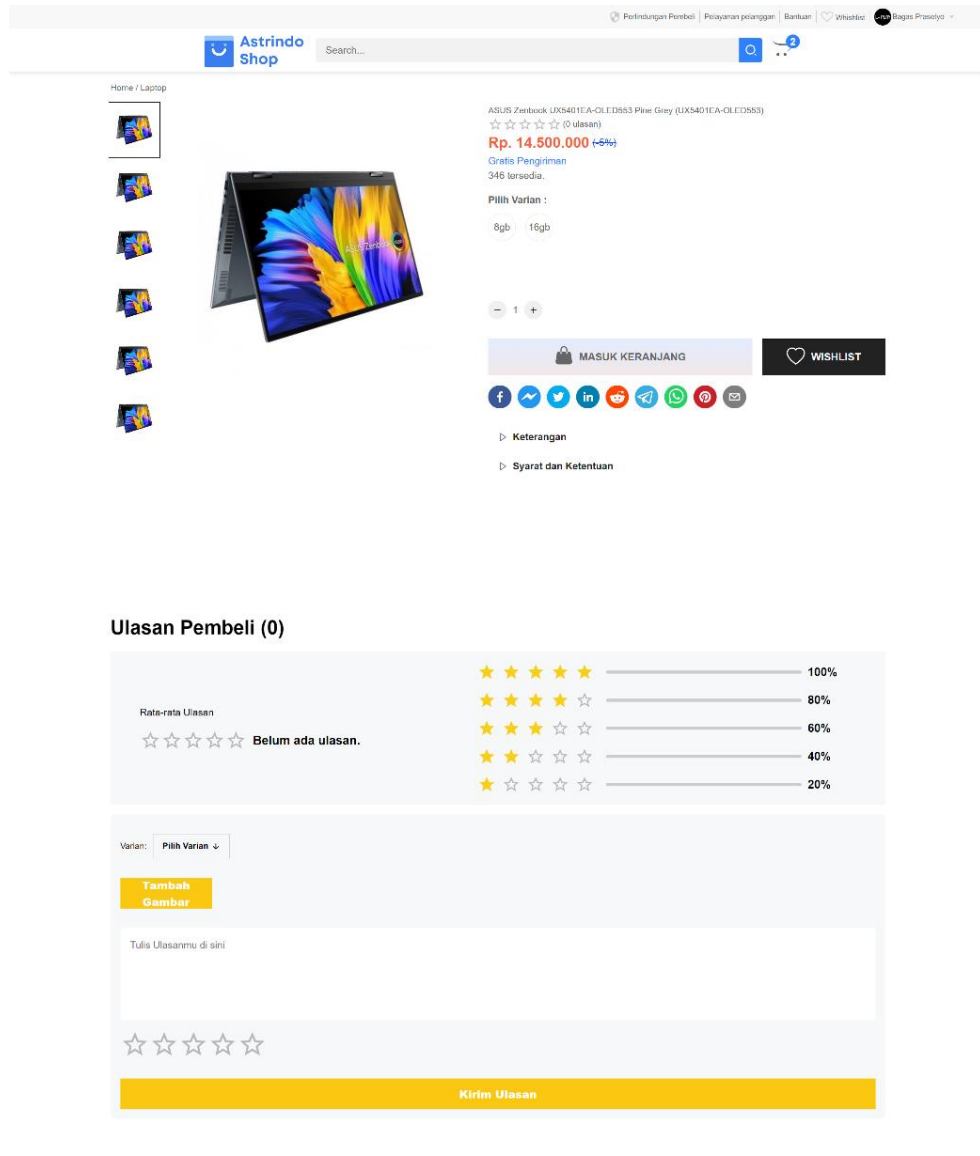 Perlindungan Pembeli | Pelayanan pelanggan | Bantuan | Whishlist Bagas Prasetyo
Astrindo Shop
Search...
2
Home / Laptop
ASUS Zenbook UX5401EA-OLED553 Pine Grey (UX5401EA-OLED553)
(0 ulasan)
Rp. 14.500.000 (-5%)
Gratis Pengiriman
346 tersedia.
Pilih Varian :
8gb 16gb
Asus Zenbook
- 1 +
MASUK KERANJANG WISHLIST
Keterangan
Syarat dan Ketentuan
Ulasan Pembeli (0)
100%
80%
Rata-rata Ulasan
60%
Belum ada ulasan.
40%
20%
Varian: Pilih Varian ↓
Tambah
Gambar
Tulis Ulasanmu di sini
Kirim Ulasan